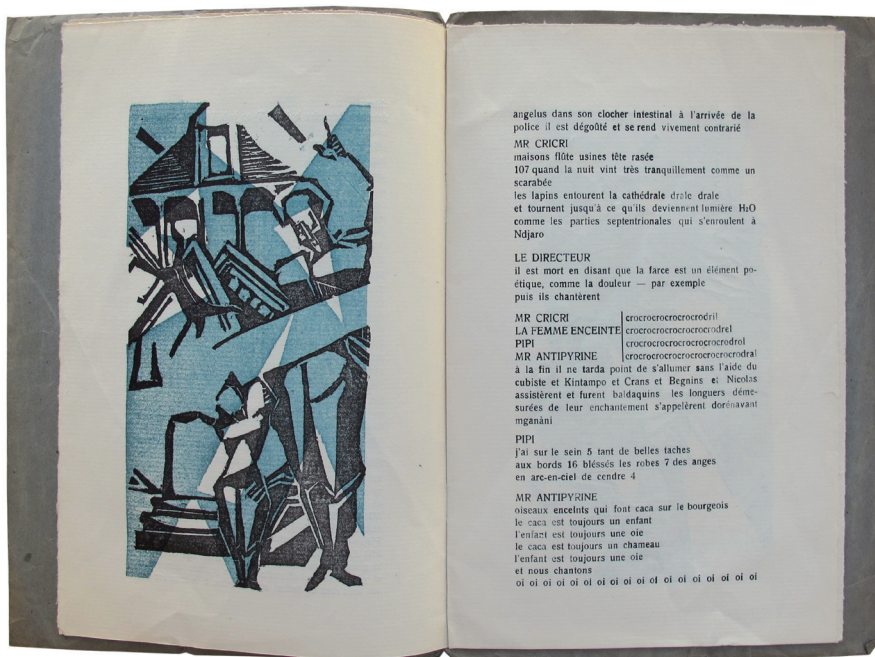 angelus dans son clocher intestinal à l'arrivée de la
police il est dégoûté et se rend vivement contrarié
MR CRICRI
maisons flûte usines tête rasée
107 quand la nuit vint très tranquillement comme un
scarabée
les lapins entourent la cathédrale drale drale
et tournent jusqu'à ce qu'ils deviennent lumière H2O
comme les parties septentrionales qui s'enroulent à
Ndjaro
LE DIRECTEUR
il est mort en disant que la farce est un élément po-
étique, comme la douleur — par exemple
puis ils chantèrent
MR CRICRI crocrocrocrocrocrodril
LA FEMME ENCEINTE crocrocrocrocrocrocrodrel
PIPI crocrocrocrocrocrocrocrodrol
MR ANTIPYRINE crocrocrocrocrocrocrocrocrodral
à la fin il ne tarda point de s'allumer sans l'aide du
cubiste et Kintampo et Crans et Begnins et Nicolas
assistèrent et furent baldaquins les longuers déme-
surées de leur enchantement s'appelèrent dorénavant
mganàni
PIPI
j'ai sur le sein 5 tant de belles taches
aux bords 16 bléssés les robes 7 des anges
en arc-en-ciel de cendre 4
MR ANTIPYRINE
oiseaux enceints qui font caca sur le bourgeois
le caca est toujours un enfant
l'enfant est toujours une oie
le caca est toujours un chameau
l'enfant est toujours une oie
et nous chantons
oi oi oi oi oi oi oi oi oi oi oi oi oi oi oi oi oi oi